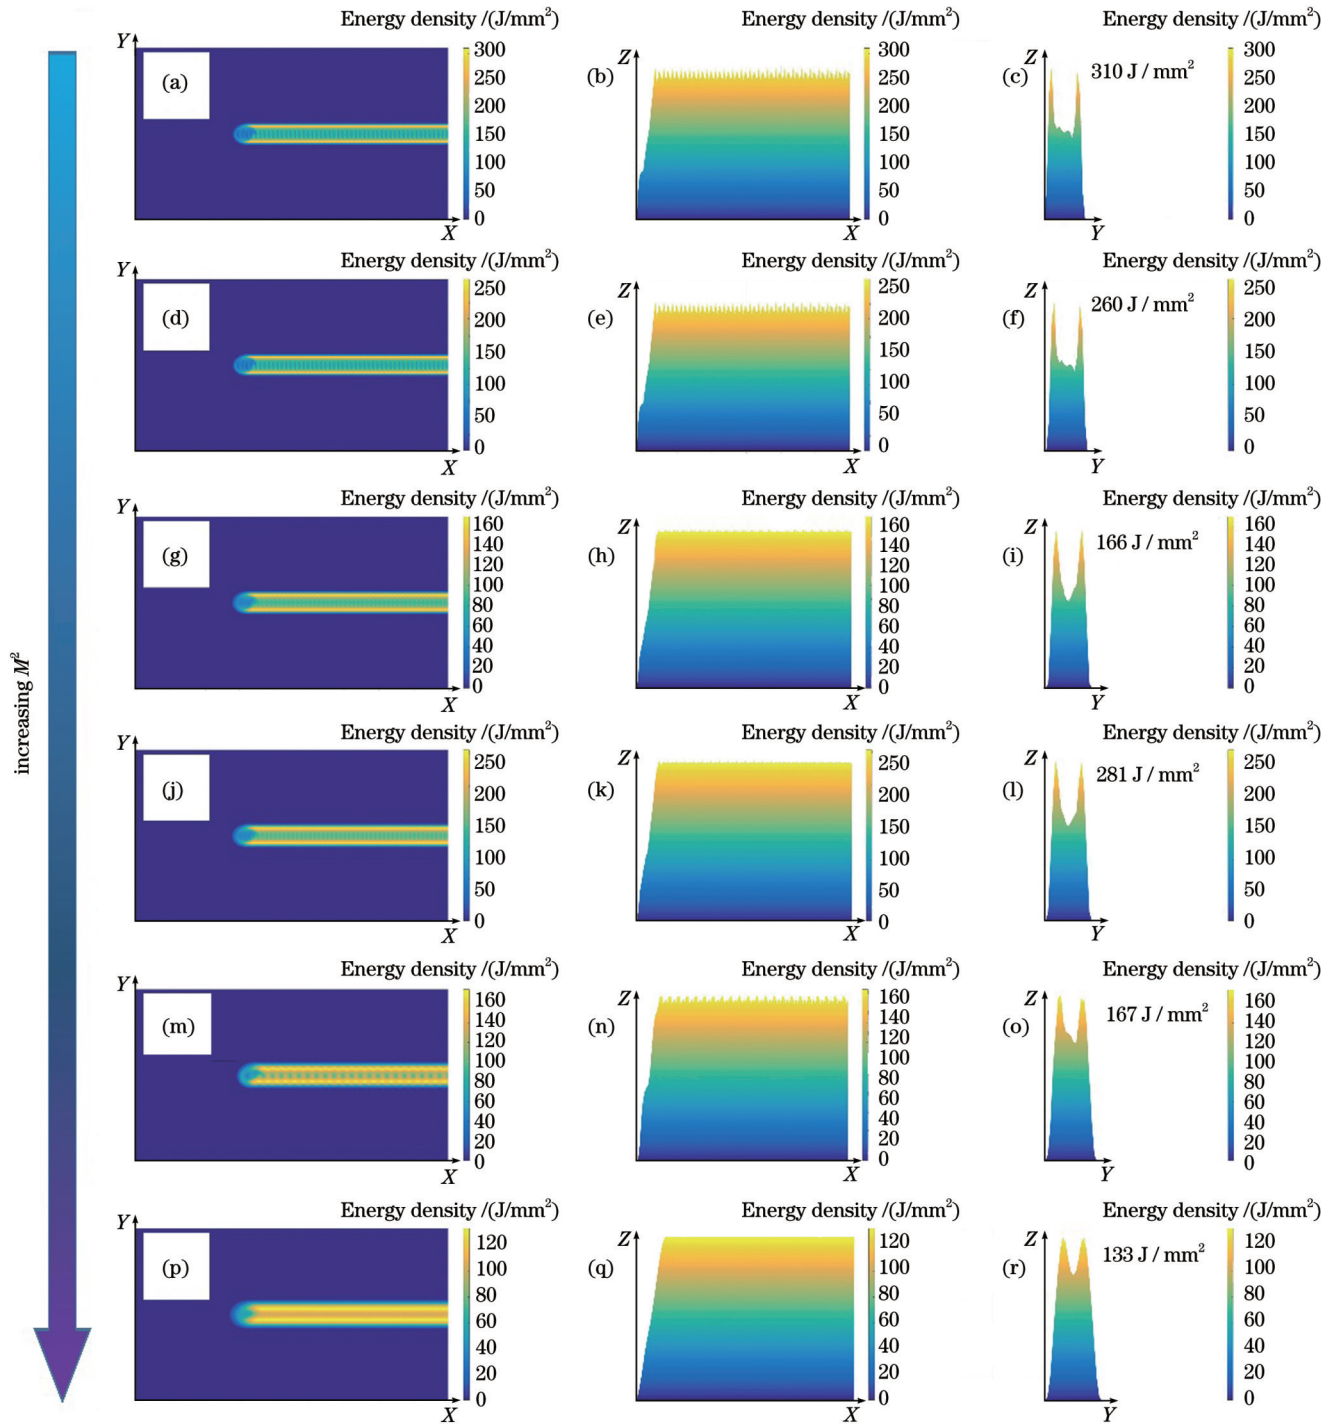 increasing M²
Energy density /(J/mm²)
Y
(a)
300
250
200
150
100
50
0
X
Energy density /(J/mm²)
Z
(b)
300
250
200
150
100
50
0
X
Energy density /(J/mm²)
Z
310 J / mm²
(c)
300
250
200
150
100
50
0
Y
Energy density /(J/mm²)
Y
(d)
250
200
150
100
50
0
X
Energy density /(J/mm²)
Z
(e)
250
200
150
100
50
0
X
Energy density /(J/mm²)
Z
260 J / mm²
(f)
250
200
150
100
50
0
Y
Energy density /(J/mm²)
Y
(g)
160
140
120
100
80
60
40
20
0
X
Energy density /(J/mm²)
Z
(h)
160
140
120
100
80
60
40
20
0
X
Energy density /(J/mm²)
Z
166 J / mm²
(i)
160
140
120
100
80
60
40
20
0
Y
Energy density /(J/mm²)
Y
(j)
250
200
150
100
50
0
X
Energy density /(J/mm²)
Z
(k)
250
200
150
100
50
0
X
Energy density /(J/mm²)
Z
281 J / mm²
(l)
250
200
150
100
50
0
Y
Energy density /(J/mm²)
Y
(m)
160
140
120
100
80
60
40
20
0
X
Energy density /(J/mm²)
Z
(n)
160
140
120
100
80
60
40
20
0
X
Energy density /(J/mm²)
Z
167 J / mm²
(o)
160
140
120
100
80
60
40
20
0
Y
Energy density /(J/mm²)
Y
(p)
120
100
80
60
40
20
0
X
Energy density /(J/mm²)
Z
(q)
120
100
80
60
40
20
0
X
Energy density /(J/mm²)
Z
133 J / mm²
(r)
120
100
80
60
40
20
0
Y